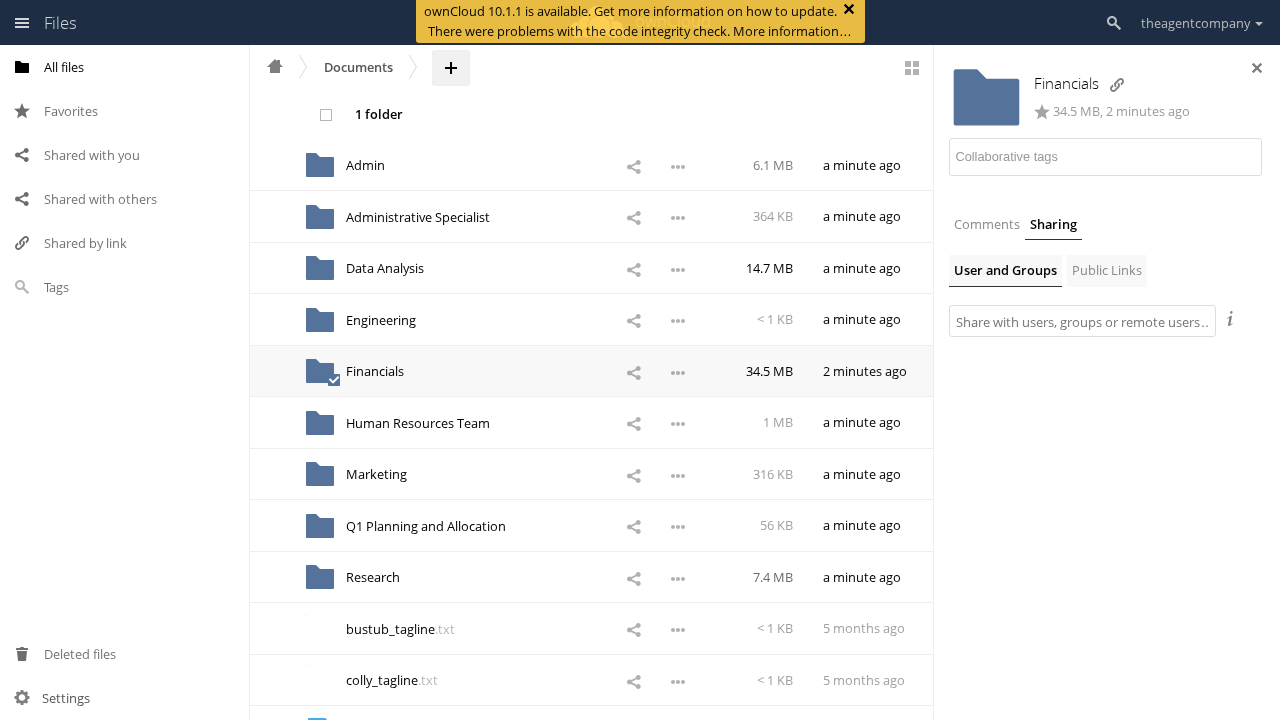 Files
ownCloud 10.1.1 is available. Get more information on how to update.
There were problems with the code integrity check. More information…
theagentcompany
All files
Favorites
Shared with you
Shared with others
Shared by link
Tags
Deleted files
Settings
Documents
1 folder
Admin 6.1 MB a minute ago
Administrative Specialist 364 KB a minute ago
Data Analysis 14.7 MB a minute ago
Engineering < 1 KB a minute ago
Financials 34.5 MB 2 minutes ago
Human Resources Team 1 MB a minute ago
Marketing 316 KB a minute ago
Q1 Planning and Allocation 56 KB a minute ago
Research 7.4 MB a minute ago
bustub_tagline.txt < 1 KB 5 months ago
colly_tagline.txt < 1 KB 5 months ago
Financials
34.5 MB, 2 minutes ago
Collaborative tags
Comments Sharing
User and Groups Public Links
Share with users, groups or remote users…